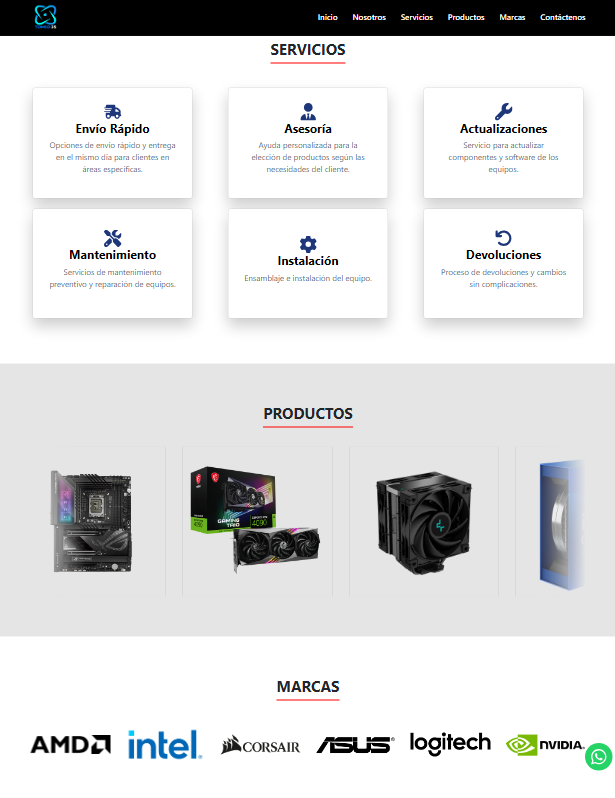 Inicio Nosotros Servicios Productos Marcas Contáctenos
SERVICIOS
Envío Rápido
Opciones de envío rápido y entrega
en el mismo día para clientes en
áreas específicas.
Asesoría
Ayuda personalizada para la
elección de productos según las
necesidades del cliente.
Actualizaciones
Servicio para actualizar
componentes y software de los
equipos.
Mantenimiento
Servicios de mantenimiento
preventivo y reparación de equipos.
Instalación
Ensamblaje e instalación del equipo.
Devoluciones
Proceso de devoluciones y cambios
sin complicaciones.
PRODUCTOS
GAMING
TRIO
4090
MARCAS
AMD
intel.
CORSAIR
ASUS
logitech
NVIDIA.